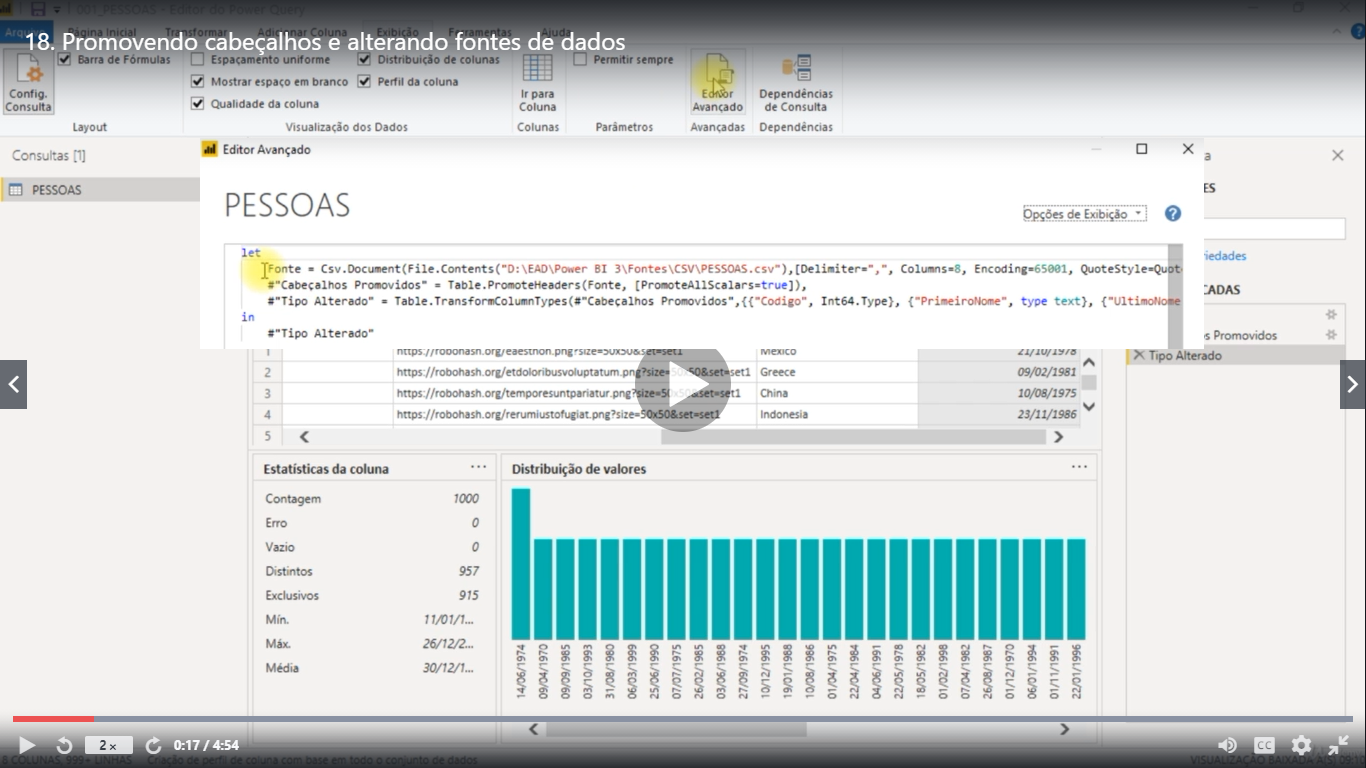 001_PESSOAS - Editor do Power Query
Página Inicial Transformar Adicionar Coluna Exibição Ferramentas Ajuda
18. Promovendo cabeçalhos e alterando fontes de dados
Barra de Fórmulas
Espaçamento uniforme
Distribuição de colunas
Permitir sempre
Mostrar espaço em branco
Perfil da coluna
Qualidade da coluna
Config. Consulta
Ir para Coluna
Editor Avançado
Dependências de Consulta
Layout
Visualização dos Dados
Colunas
Parâmetros
Avançadas
Dependências
Consultas [1]
PESSOAS
Editor Avançado
PESSOAS
Opções de Exibição
let
Fonte = Csv.Document(File.Contents("D:\EAD\Power BI 3\Fontes\CSV\PESSOAS.csv"),[Delimiter=",", Columns=8, Encoding=65001, QuoteStyle=Quot
#"Cabeçalhos Promovidos" = Table.PromoteHeaders(Fonte, [PromoteAllScalars=true]),
#"Tipo Alterado" = Table.TransformColumnTypes(#"Cabeçalhos Promovidos",{{"Codigo", Int64.Type}, {"PrimeiroNome", type text}, {"UltimoNome
in
#"Tipo Alterado"
a
ES
riedades
CADAS
s Promovidos
Tipo Alterado
1 https://robohash.org/eaesthon.png?size=50x50&set=set1 Mexico 21/10/1978
2 https://robohash.org/etdoloribusvoluptatum.png?size=50x50&set=set1 Greece 09/02/1981
3 https://robohash.org/temporesuntpariatur.png?size=50x50&set=set1 China 10/08/1975
4 https://robohash.org/rerumiustofugiat.png?size=50x50&set=set1 Indonesia 23/11/1986
5
Estatísticas da coluna ...
Contagem 1000
Erro 0
Vazio 0
Distintos 957
Exclusivos 915
Mín. 11/01/1...
Máx. 26/12/2...
Média 30/12/1...
Distribuição de valores ...
14/06/1974
09/04/1970
09/09/1985
03/10/1993
31/08/1980
06/03/1999
25/06/1990
07/07/1975
26/02/1985
03/06/1988
27/09/1974
10/12/1995
19/01/1988
10/08/1986
01/04/1975
22/04/1984
04/06/1991
22/05/1978
18/05/1982
01/02/1998
07/04/1982
26/08/1987
01/12/1970
06/01/1994
01/11/1991
22/01/1996
2x
0:17 / 4:54
CC
8 COLUNAS, 999+ LINHAS Criação de perfil de coluna com base em todo o conjunto de dados